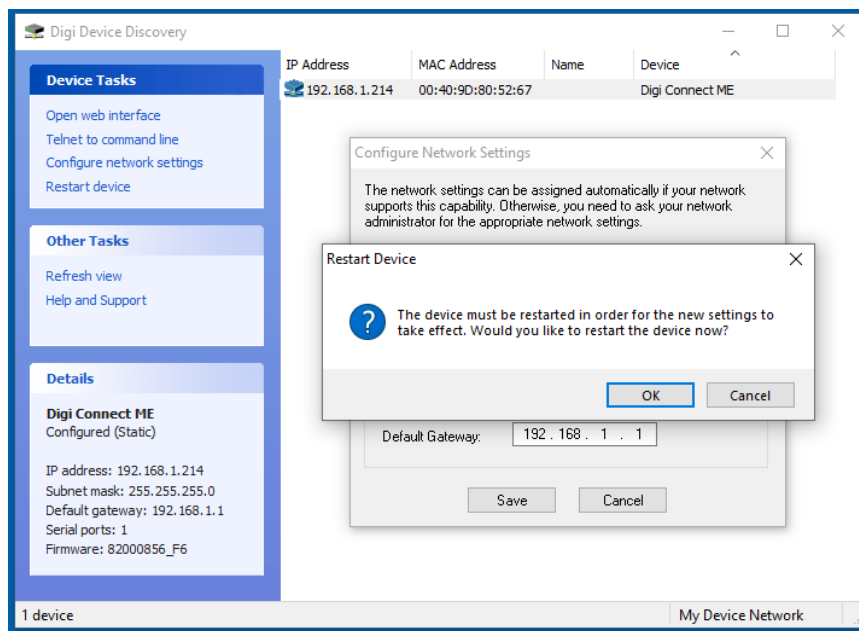 Digi Device Discovery
Device Tasks
Open web interface
Telnet to command line
Configure network settings
Restart device
Other Tasks
Refresh view
Help and Support
Details
Digi Connect ME
Configured (Static)
IP address: 192.168.1.214
Subnet mask: 255.255.255.0
Default gateway: 192.168.1.1
Serial ports: 1
Firmware: 82000856_F6
IP Address MAC Address Name Device
192.168.1.214 00:40:9D:80:52:67 Digi Connect ME
Configure Network Settings
The network settings can be assigned automatically if your network
supports this capability. Otherwise, you need to ask your network
administrator for the appropriate network settings.
Restart Device
The device must be restarted in order for the new settings to
take effect. Would you like to restart the device now?
OK Cancel
Default Gateway: 192 . 168 . 1 . 1
Save Cancel
1 device My Device Network